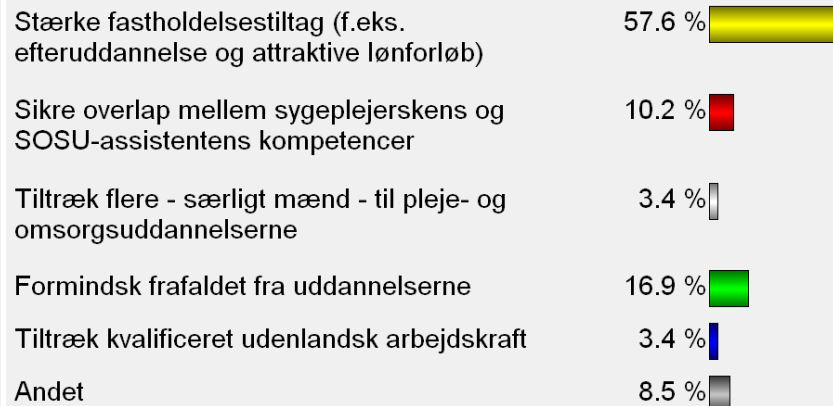 Stærke fastholdelsestiltag (f.eks. 57.6 %
efteruddannelse og attraktive lønforløb)
Sikre overlap mellem sygeplejerskens og 10.2 %
SOSU-assistentens kompetencer
Tiltræk flere - særligt mænd - til pleje- og 3.4 %
omsorgsuddannelserne
Formindsk frafaldet fra uddannelserne 16.9 %
Tiltræk kvalificeret udenlandsk arbejdskraft 3.4 %
Andet 8.5 %